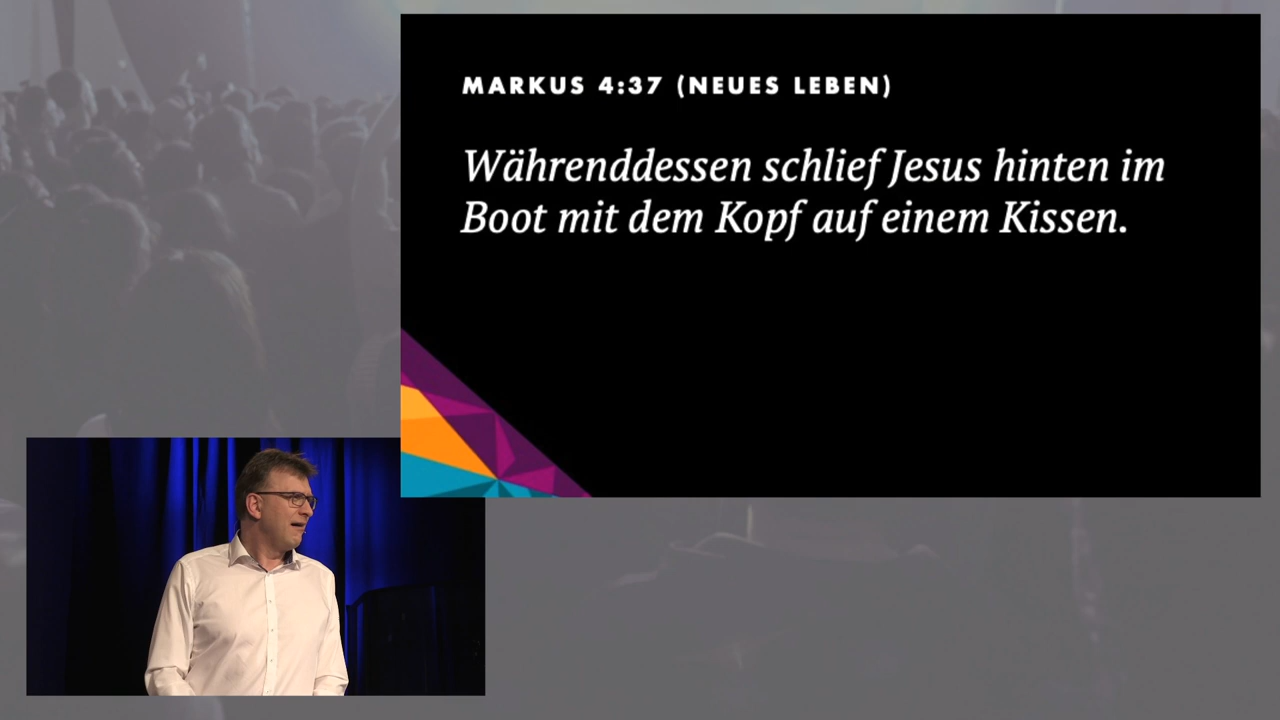 MARKUS 4:37 (NEUES LEBEN)
Währenddessen schlief Jesus hinten im
Boot mit dem Kopf auf einem Kissen.